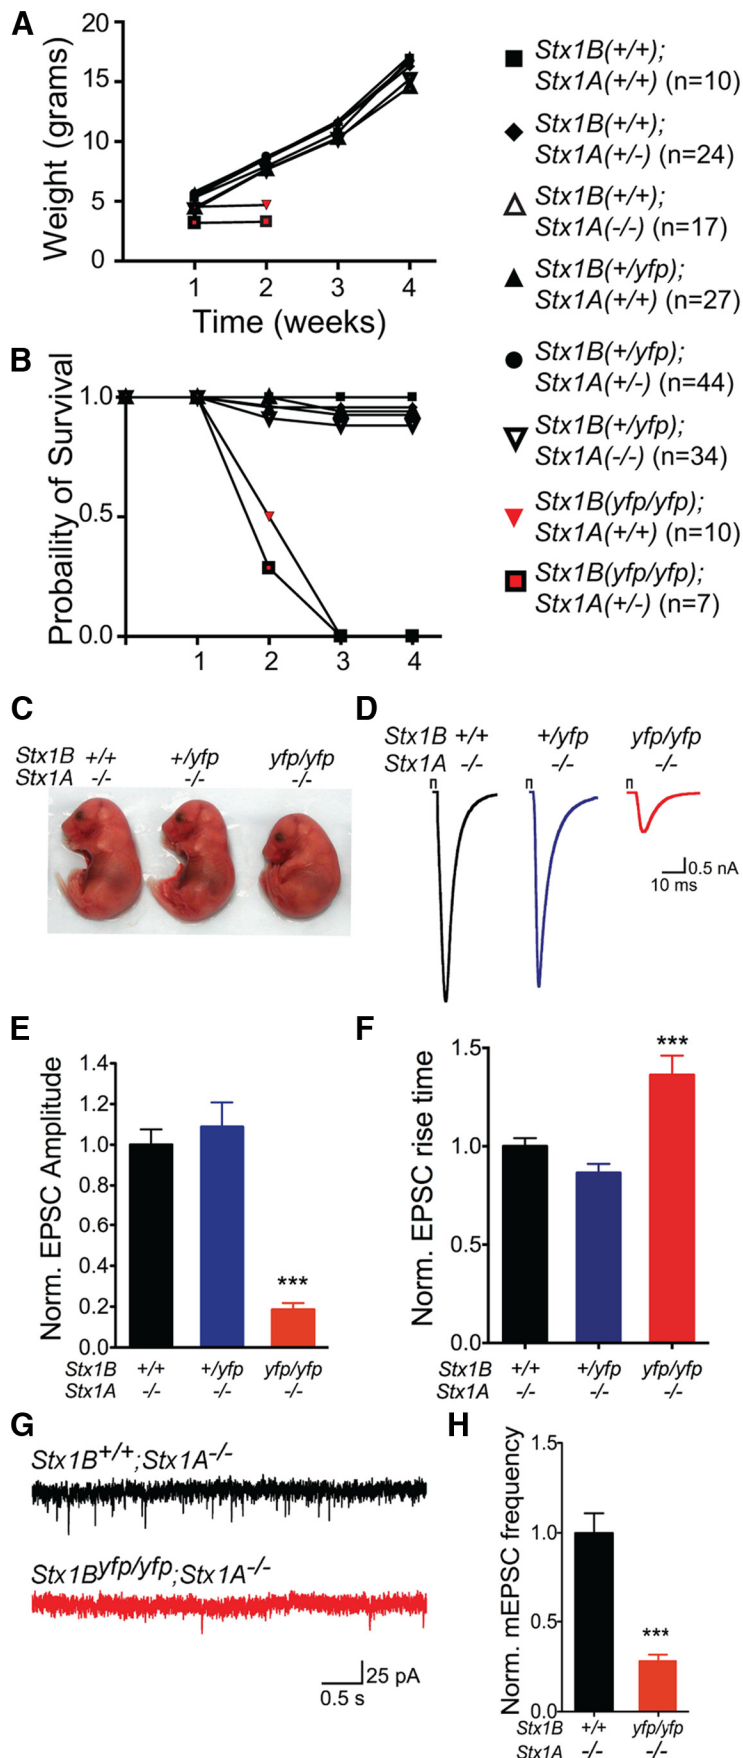 A
Weight (grams)
20
15
10
5
0
1 2 3 4
Time (weeks)
Stx1B(+/+);
Stx1A(+/+) (n=10)
Stx1B(+/+);
Stx1A(+/-) (n=24)
Stx1B(+/+);
Stx1A(-/-) (n=17)
Stx1B(+/yfp);
Stx1A(+/+) (n=27)
Stx1B(+/yfp);
Stx1A(+/-) (n=44)
Stx1B(+/yfp);
Stx1A(-/-) (n=34)
Stx1B(yfp/yfp);
Stx1A(+/+) (n=10)
Stx1B(yfp/yfp);
Stx1A(+/-) (n=7)
B
Probaility of Survival
1.0
0.5
0.0
1 2 3 4
C
Stx1B +/+ +/yfp yfp/yfp
Stx1A -/- -/- -/-
D
Stx1B +/+ +/yfp yfp/yfp
Stx1A -/- -/- -/-
0.5 nA
10 ms
E
Norm. EPSC Amplitude
1.4
1.2
1.0
0.8
0.6
0.4
0.2
0.0
***
Stx1B +/+ +/yfp yfp/yfp
Stx1A -/- -/- -/-
F
Norm. EPSC rise time
1.5
1.0
0.5
0.0
***
Stx1B +/+ +/yfp yfp/yfp
Stx1A -/- -/- -/-
G
Stx1B+/+;Stx1A-/-
Stx1Byfp/yfp;Stx1A-/-
25 pA
0.5 s
H
Norm. mEPSC frequency
1.5
1.0
0.5
0.0
***
Stx1B +/+ yfp/yfp
Stx1A -/- -/-